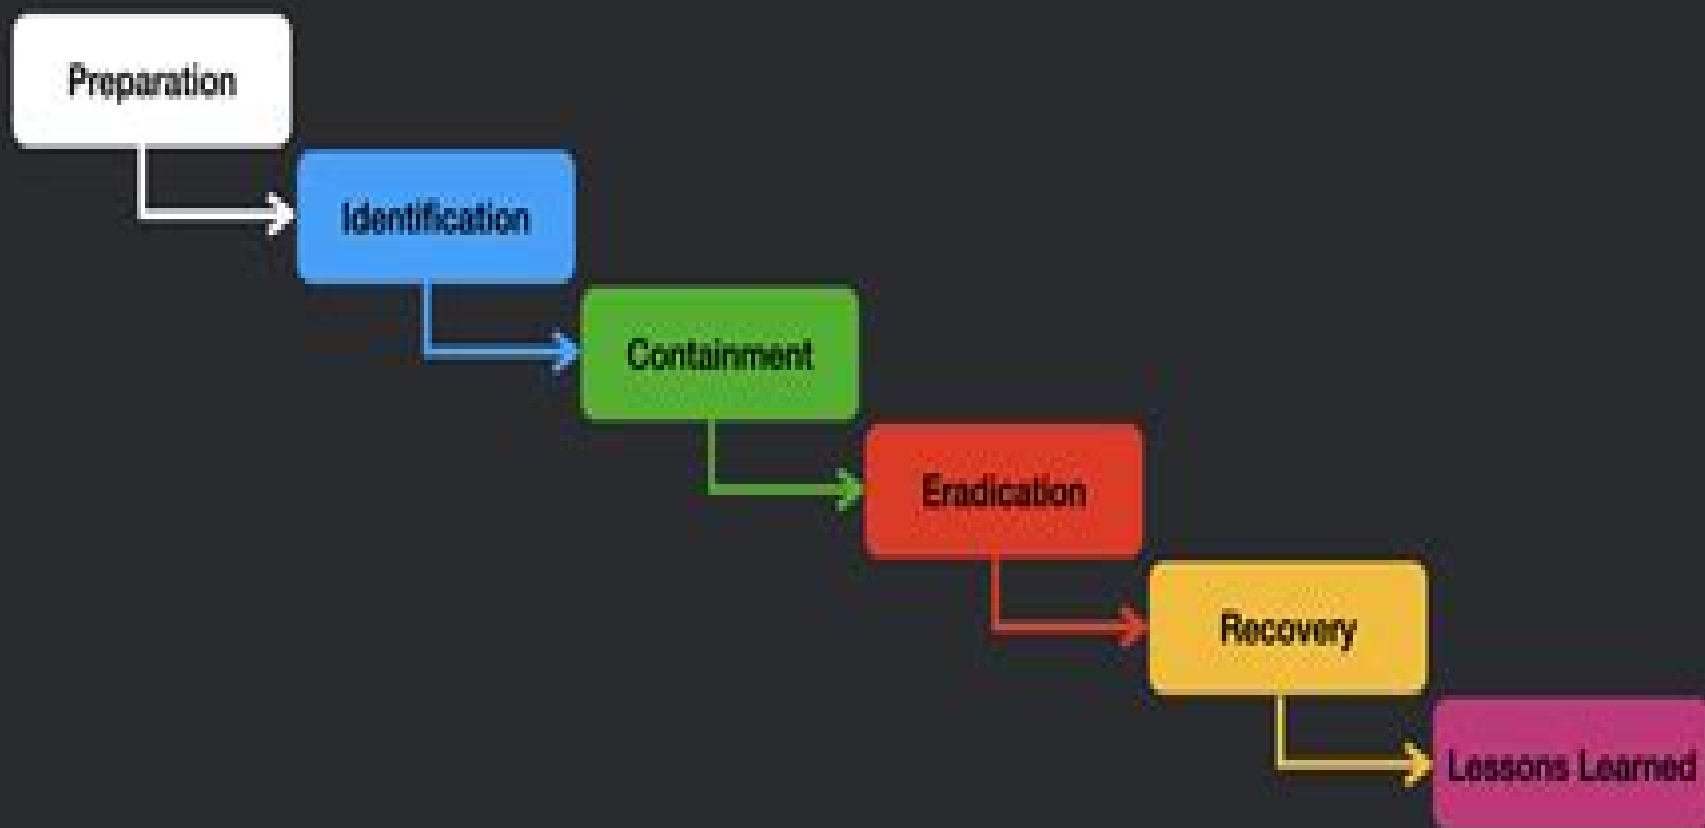 Preparation
Identification
Containment
Eradication
Recovery
Lessons Learned